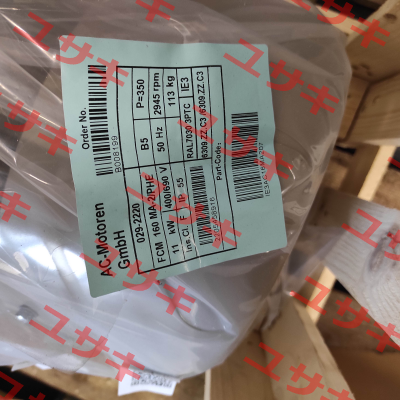 AC-Motoren
GmbH
Order No.
B008199
029-2220
B5
P=350
FCM 160 MA-2/PHE
50 Hz
2945 rpm
11 kW
400/690 V
113 kg
Ins.Cl. F
IP 55
RAL7030 3PTC
IE3
6309.ZZ.C3 /6309.ZZ.C3
Part-Code:
ユサキ
ユサキ
ユサキ
ユサキ
ユサキ
ユサキ
ユサキ
ユサキ